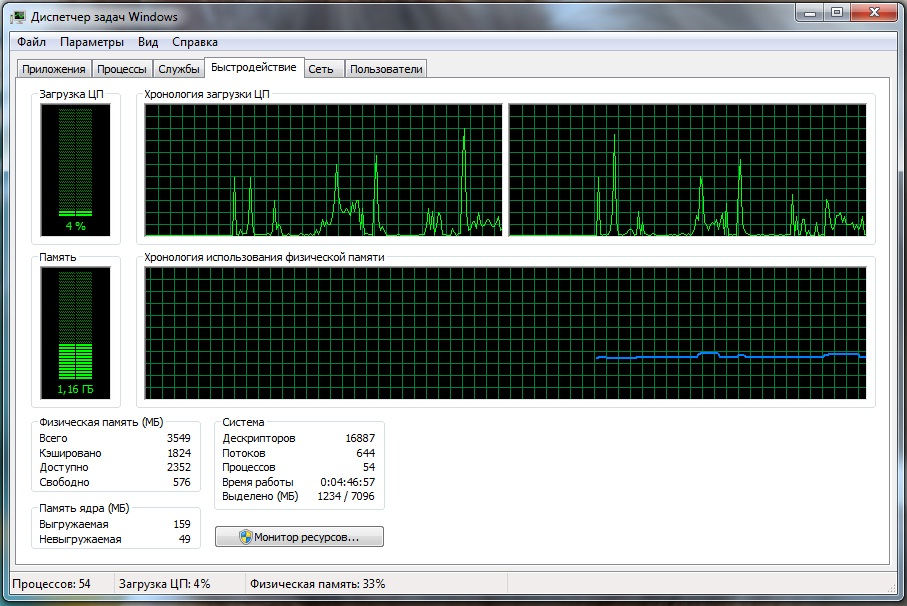 Диспетчер задач Windows
Файл Параметры Вид Справка
Приложения Процессы Службы Быстродействие Сеть Пользователи
Загрузка ЦП
4 %
Хронология загрузки ЦП
Память
1,16 ГБ
Хронология использования физической памяти
Физическая память (МБ)
Всего 3549
Кэшировано 1824
Доступно 2352
Свободно 576
Память ядра (МБ)
Выгружаемая 159
Невыгружаемая 49
Система
Дескрипторов 16887
Потоков 644
Процессов 54
Время работы 0:04:46:57
Выделено (МБ) 1234 / 7096
Монитор ресурсов...
Процессов: 54 Загрузка ЦП: 4% Физическая память: 33%